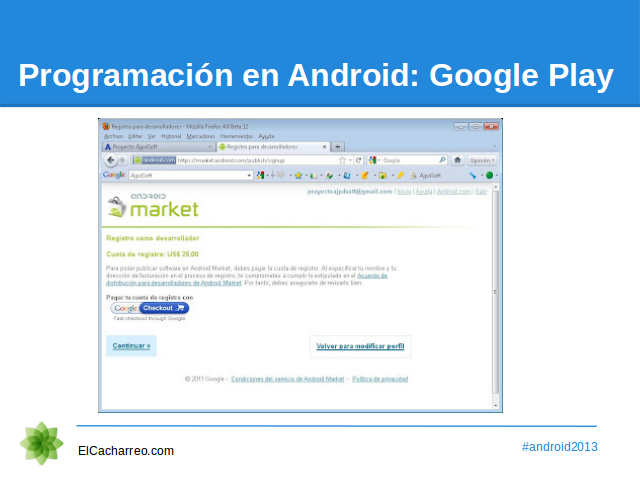 Programación en Android: Google Play
Registro para desarrolladores - Mozilla Firefox 4.0 Beta 12
Archivo Editar Ver Historial Marcadores Herramientas Ayuda
Proyecto AjpdSoft
Registro para desarrolladores
android.com https://market.android.com/publish/signup
Google
Opinión
Google AjpdSoft
AjpdSoft
proyectoajpdsoft@gmail.com | Inicio | Ayuda | Android.com | Salir
android
market
Registro como desarrollador
Cuota de registro: US$ 25,00
Para poder publicar software en Android Market, debes pagar la cuota de registro. Al especificar tu nombre y tu
dirección de facturación en el proceso de registro, te comprometes a cumplir lo estipulado en el Acuerdo de
distribución para desarrolladores de Android Market. Por tanto, debes asegurarte de revisarlo bien.
Pagar tu cuota de registro con
Google Checkout
Fast checkout through Google
Continuar »
Volver para modificar perfil
© 2011 Google - Condiciones del servicio de Android Market - Política de privacidad
ElCacharreo.com
#android2013